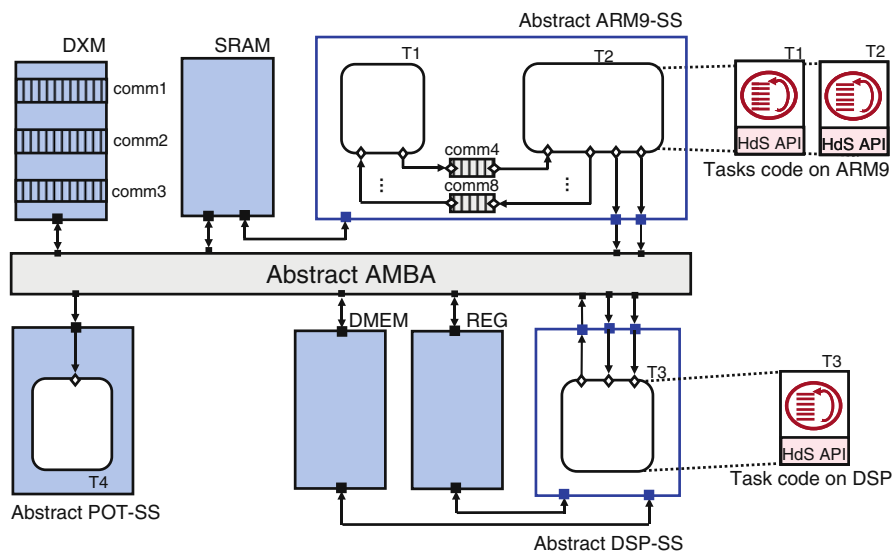 Abstract ARM9-SS
DXM
SRAM
T1
T2
T1
T2
comm1
comm2
comm3
comm4
...
...
comm8
HdS API
HdS API
Tasks code on ARM9
Abstract AMBA
DMEM
REG
T3
T3
T4
HdS API
Task code on DSP
Abstract POT-SS
Abstract DSP-SS